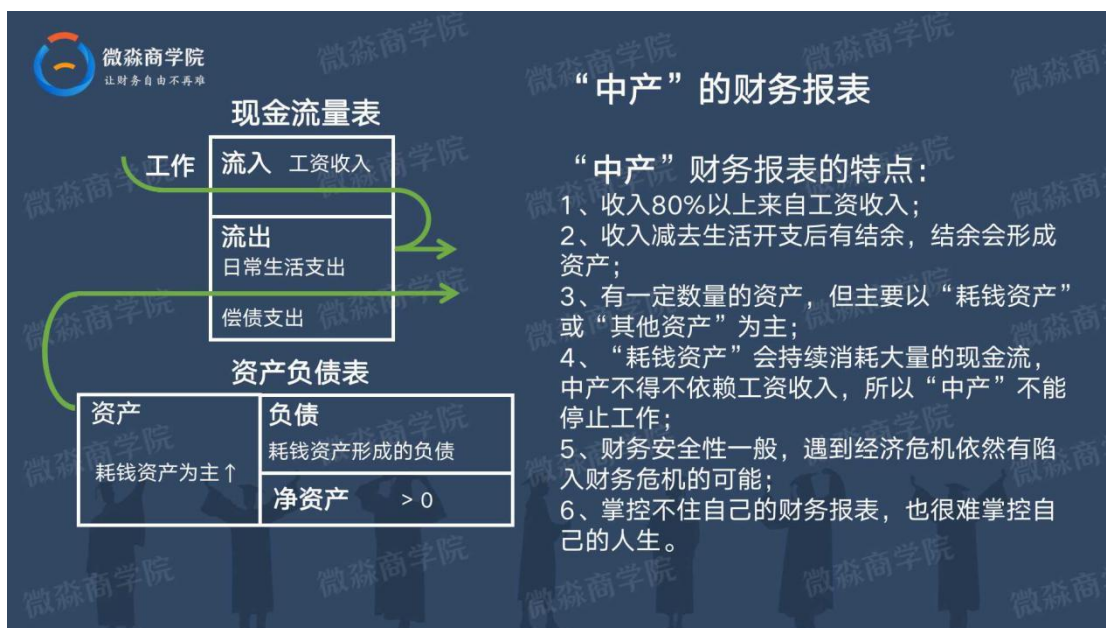 微淼商学院
让财务自由不再难
“中产”的财务报表
现金流量表
工作
流入 工资收入
流出
日常生活支出
偿债支出
资产负债表
资产
耗钱资产为主↑
负债
耗钱资产形成的负债
净资产 > 0
“中产”财务报表的特点：
1、收入80%以上来自工资收入；
2、收入减去生活开支后有结余，结余会形成
资产；
3、有一定数量的资产，但主要以“耗钱资产”
或“其他资产”为主；
4、“耗钱资产”会持续消耗大量的现金流，
中产不得不依赖工资收入，所以“中产”不能
停止工作；
5、财务安全性一般，遇到经济危机依然有陷
入财务危机的可能；
6、掌控不住自己的财务报表，也很难掌控自
己的人生。